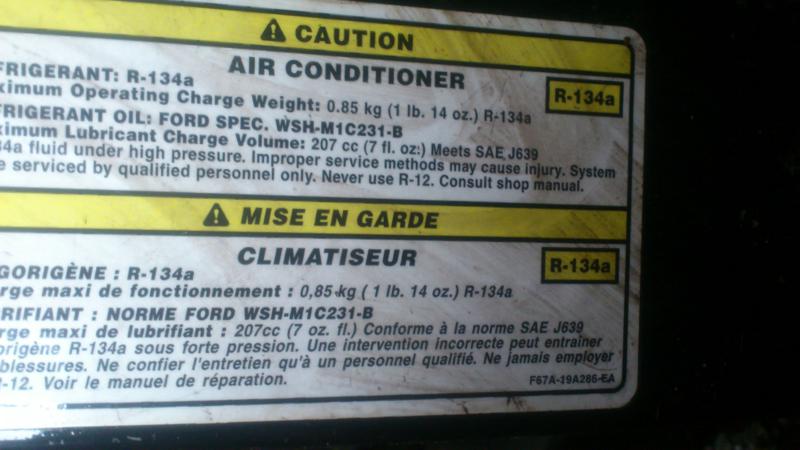 CAUTION
AIR CONDITIONER
FRIGERANT: R-134a
R-134a
ximum Operating Charge Weight: 0.85 kg (1 lb. 14 oz.) R-134a
FRIGERANT OIL: FORD SPEC. WSH-M1C231-B
ximum Lubricant Charge Volume: 207 cc (7 fl. oz.) Meets SAE J639
34a fluid under high pressure. Improper service methods may cause injury. System
e serviced by qualified personnel only. Never use R-12. Consult shop manual.
MISE EN GARDE
CLIMATISEUR
GORIGÈNE : R-134a
R-134a
rge maxi de fonctionnement : 0,85 kg ( 1 lb. 14 oz.) R-134a
RIFIANT : NORME FORD WSH-M1C231-B
rge maxi de lubrifiant : 207cc (7 oz. fl.) Conforme à la norme SAE J639
origène R-134a sous forte pression. Une intervention incorrecte peut entraîner
blessures. Ne confier l'entretien qu'à un personnel qualifié. Ne jamais employer
-12. Voir le manuel de réparation.
F67A-19A286-EA